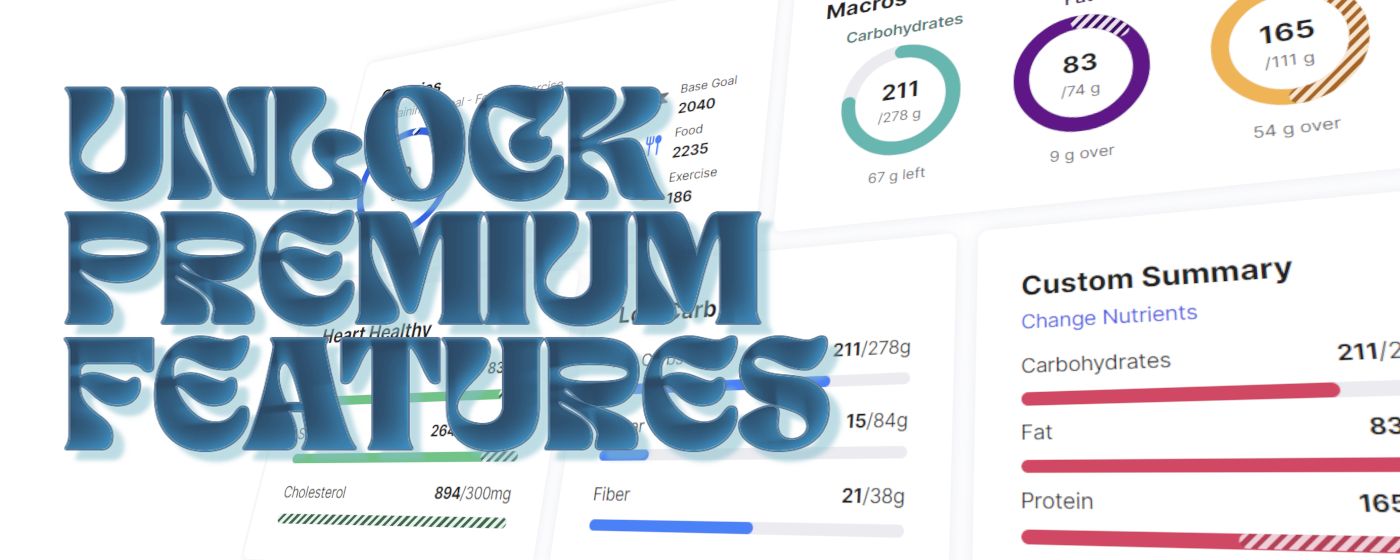 UNLOCK
PREMIUM
FEATURES
Base Goal
2040
Food
2235
Exercise
186
Macros
Carbohydrates
211
/278 g
67 g left
83
/74 g
9 g over
165
/111 g
54 g over
Heart Healthy
Cholesterol
894/300mg
211/278g
15/84g
Fiber
21/38g
Custom Summary
Change Nutrients
Carbohydrates
211/2
Fat
83
Protein
165